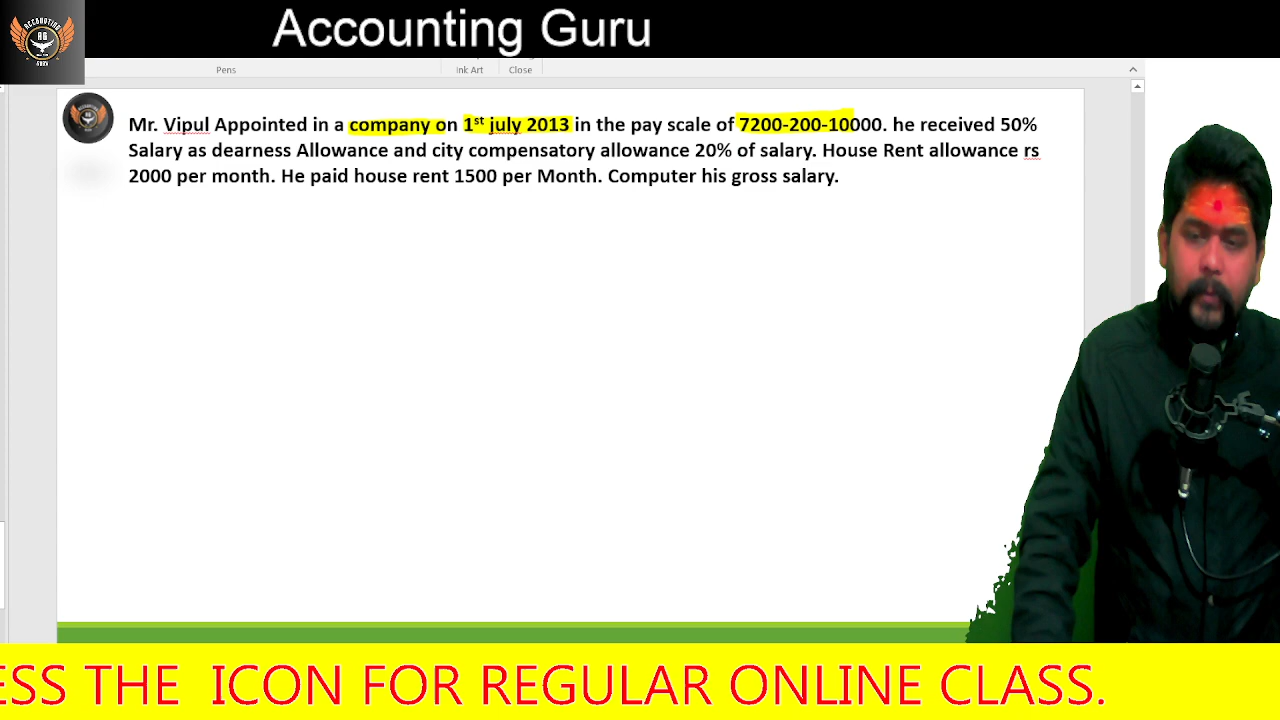 Accounting Guru
ACCOUNTING
AG
GURU
Pens
Ink Art
Close
Mr. Vipul Appointed in a company on 1st july 2013 in the pay scale of 7200-200-10000. he received 50%
Salary as dearness Allowance and city compensatory allowance 20% of salary. House Rent allowance rs
2000 per month. He paid house rent 1500 per Month. Computer his gross salary.
ESS THE ICON FOR REGULAR ONLINE CLASS.